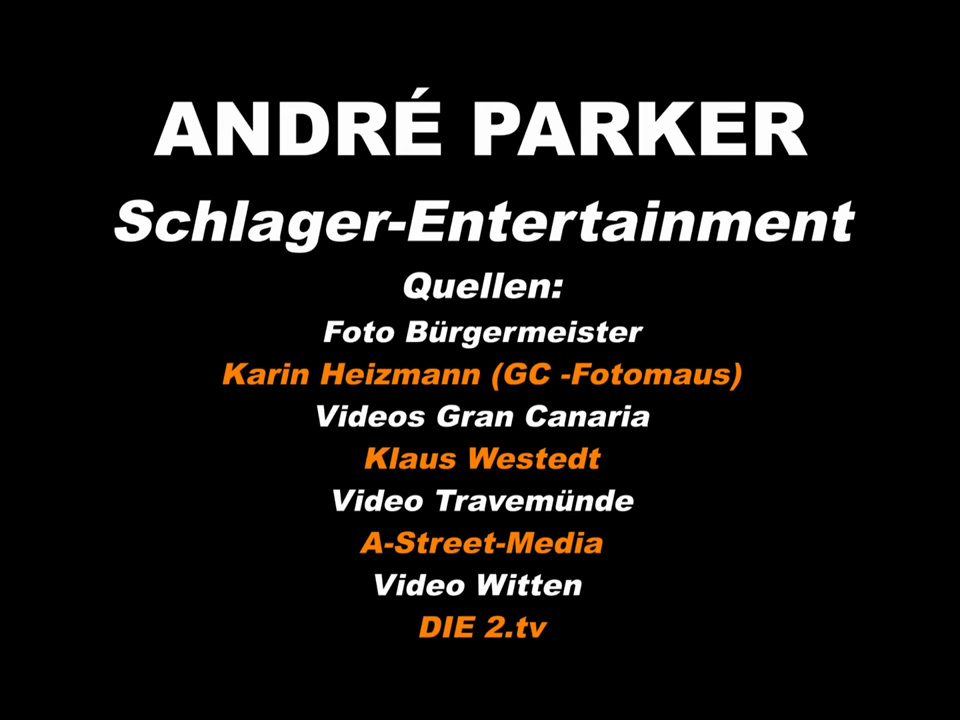 ANDRÉ PARKER
Schlager-Entertainment
Quellen:
Foto Bürgermeister
Karin Heizmann (GC -Fotomaus)
Videos Gran Canaria
Klaus Westedt
Video Travemünde
A-Street-Media
Video Witten
DIE 2.tv